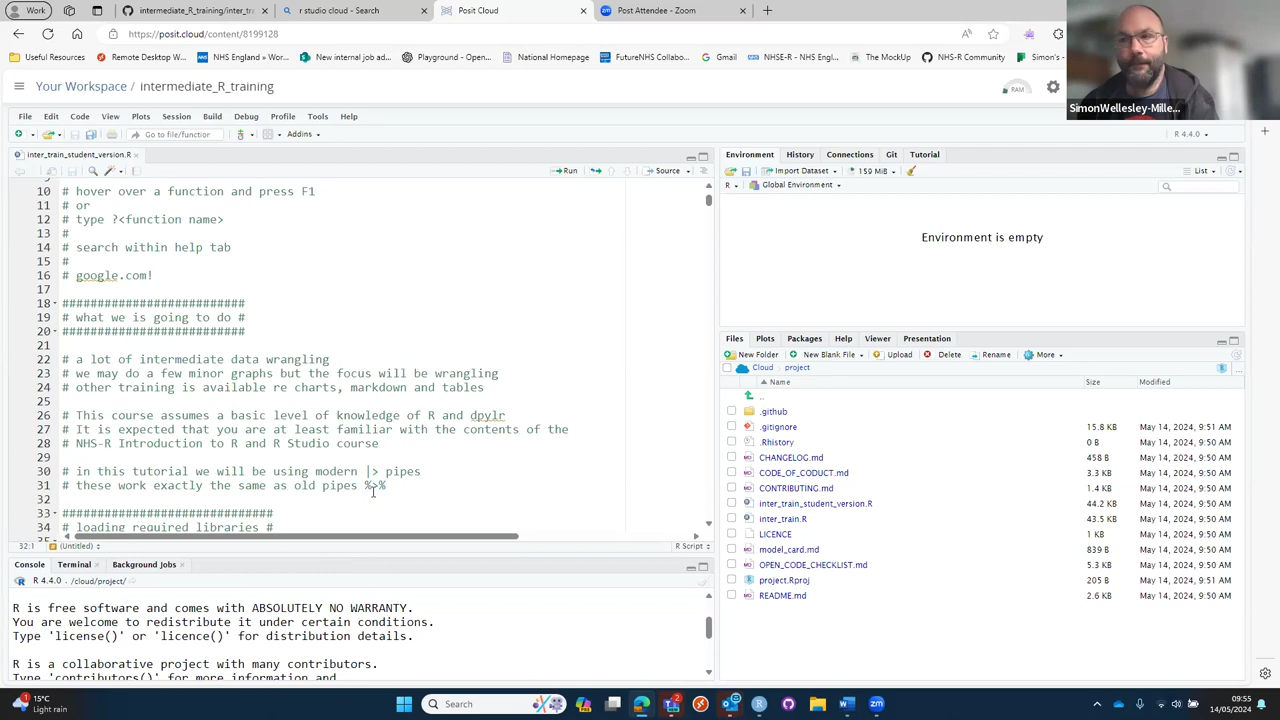 Work
intermediate_R_training/inter_tra
r studio cloud - Search
Posit Cloud
Post Attendee - Zoom
https://posit.cloud/content/8199128
Useful Resources
Remote Desktop W...
NHS England » Wor...
New internal job ad...
Playground - Open...
National Homepage
FutureNHS Collabo...
Gmail
NHSE-R - NHS Engl...
The MockUp
NHS-R Community
Simon's
SimonWellesley-Mille...
Your Workspace / intermediate_R_training
RAM
File Edit Code View Plots Session Build Debug Profile Tools Help
Go to file/function
Addins
R 4.4.0
inter_train_student_version.R
Run
Source
10 # hover over a function and press F1
11 # or
12 # type ?<function name>
13 #
14 # search within help tab
15 #
16 # google.com!
17
18 ##########################
19 # what we is going to do #
20 ##########################
21
22 # a lot of intermediate data wrangling
23 # we may do a few minor graphs but the focus will be wrangling
24 # other training is available re charts, markdown and tables
25
26 # This course assumes a basic level of knowledge of R and dpylr
27 # It is expected that you are at least familiar with the contents of the
28 # NHS-R Introduction to R and R Studio course
29
30 # in this tutorial we will be using modern |> pipes
31 # these work exactly the same as old pipes %>%
32
33 ##############################
34 # loading required libraries #
32:1 (Untitled)
R Script
Console Terminal Background Jobs
R 4.4.0 . /cloud/project/
R is free software and comes with ABSOLUTELY NO WARRANTY.
You are welcome to redistribute it under certain conditions.
Type 'license()' or 'licence()' for distribution details.
R is a collaborative project with many contributors.
Type 'contributors()' for more information and
Environment History Connections Git Tutorial
Import Dataset
159 MiB
List
R Global Environment
Environment is empty
Files Plots Packages Help Viewer Presentation
New Folder New Blank File Upload Delete Rename More
Cloud project
Name Size Modified
..
.github
.gitignore 15.8 KB May 14, 2024, 9:51 AM
.Rhistory 0 B May 14, 2024, 9:50 AM
CHANGELOG.md 458 B May 14, 2024, 9:50 AM
CODE_OF_CODUCT.md 3.3 KB May 14, 2024, 9:50 AM
CONTRIBUTING.md 3.3 KB May 14, 2024, 9:50 AM
inter_train_student_version.R 44.2 KB May 14, 2024, 9:50 AM
inter_train.R 43.5 KB May 14, 2024, 9:50 AM
LICENCE 1 KB May 14, 2024, 9:50 AM
model_card.md 839 B May 14, 2024, 9:50 AM
OPEN_CODE_CHECKLIST.md 5.3 KB May 14, 2024, 9:50 AM
project.Rproj 205 B May 14, 2024, 9:51 AM
README.md 2.6 KB May 14, 2024, 9:50 AM
15°C
Light rain
Search
09:55
14/05/2024